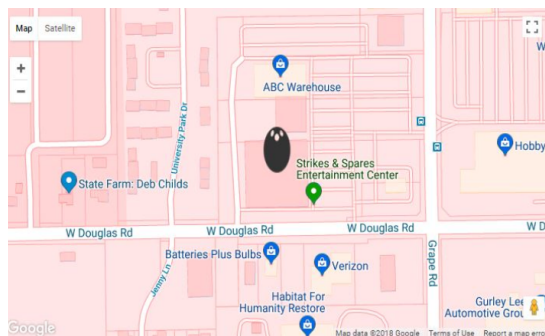 Map Satellite
W
+
−
ABC Warehouse
University Park Dr
Hobby
Strikes & Spares
Entertainment Center
State Farm: Deb Childs
W Douglas Rd
W Douglas Rd
W Douglas Rd
W D
Batteries Plus Bulbs
Verizon
Grape Rd
Jenny Ln
Habitat For
Humanity Restore
Gurley Lee
Automotive Grou
Google
Map data ©2018 Google Terms of Use Report a map erro